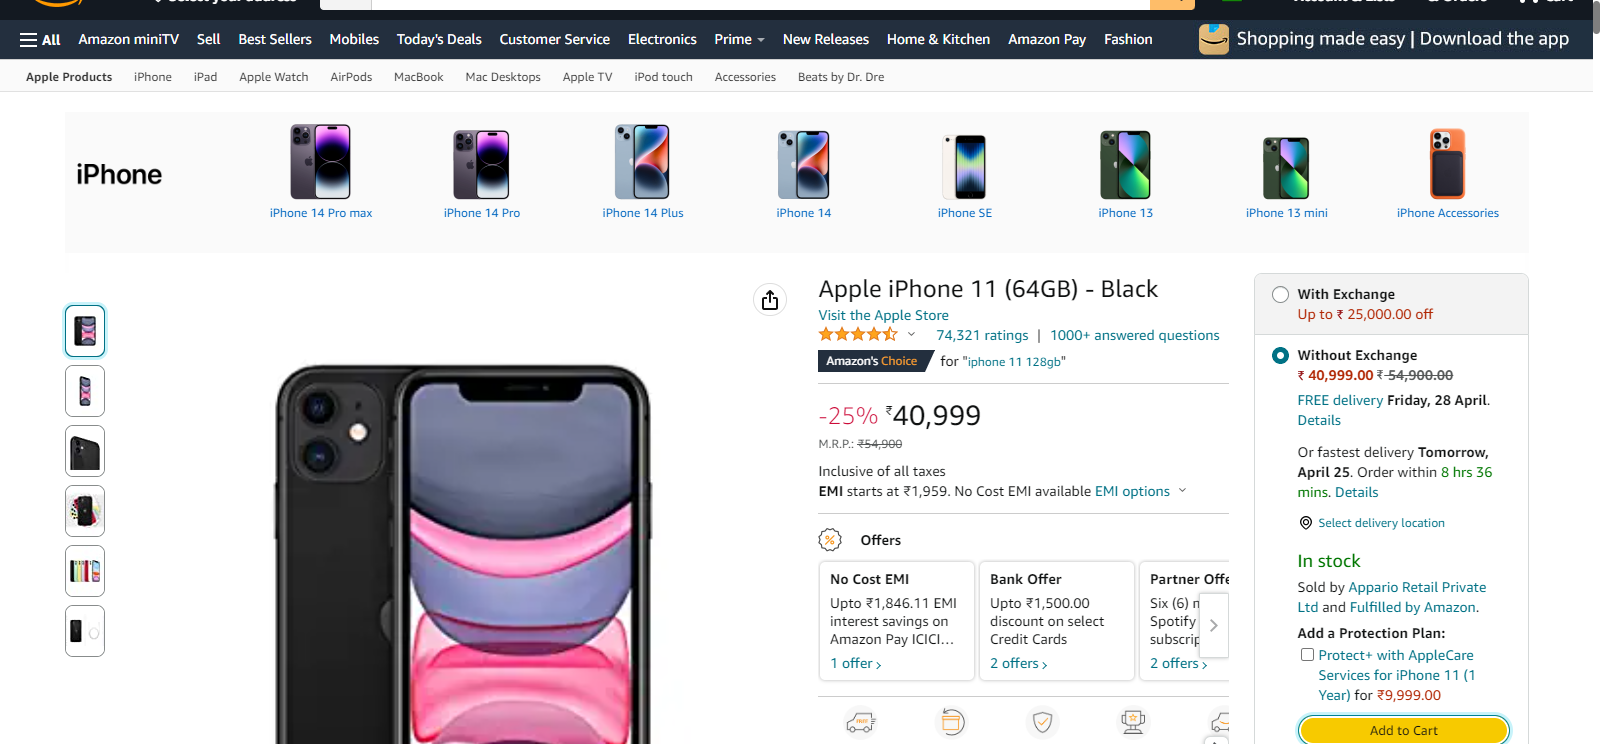 All Amazon miniTV Sell Best Sellers Mobiles Today's Deals Customer Service Electronics Prime New Releases Home & Kitchen Amazon Pay Fashion Shopping made easy | Download the app
Apple Products iPhone iPad Apple Watch AirPods MacBook Mac Desktops Apple TV iPod touch Accessories Beats by Dr. Dre
iPhone
iPhone 14 Pro max iPhone 14 Pro iPhone 14 Plus iPhone 14 iPhone SE iPhone 13 iPhone 13 mini iPhone Accessories
Apple iPhone 11 (64GB) - Black
Visit the Apple Store
74,321 ratings | 1000+ answered questions
Amazon's Choice for "iphone 11 128gb"
-25% ₹40,999
M.R.P.: ₹54,900
Inclusive of all taxes
EMI starts at ₹1,959. No Cost EMI available EMI options
Offers
No Cost EMI
Upto ₹1,846.11 EMI
interest savings on
Amazon Pay ICICI…
1 offer ›
Bank Offer
Upto ₹1,500.00
discount on select
Credit Cards
2 offers ›
Partner Offe
Six (6) m
Spotify
subscrip
2 offers ›
FREE
With Exchange
Up to ₹ 25,000.00 off
Without Exchange
₹ 40,999.00 ₹ 54,900.00
FREE delivery Friday, 28 April.
Details
Or fastest delivery Tomorrow,
April 25. Order within 8 hrs 36
mins. Details
Select delivery location
In stock
Sold by Appario Retail Private
Ltd and Fulfilled by Amazon.
Add a Protection Plan:
Protect+ with AppleCare
Services for iPhone 11 (1
Year) for ₹9,999.00
Add to Cart